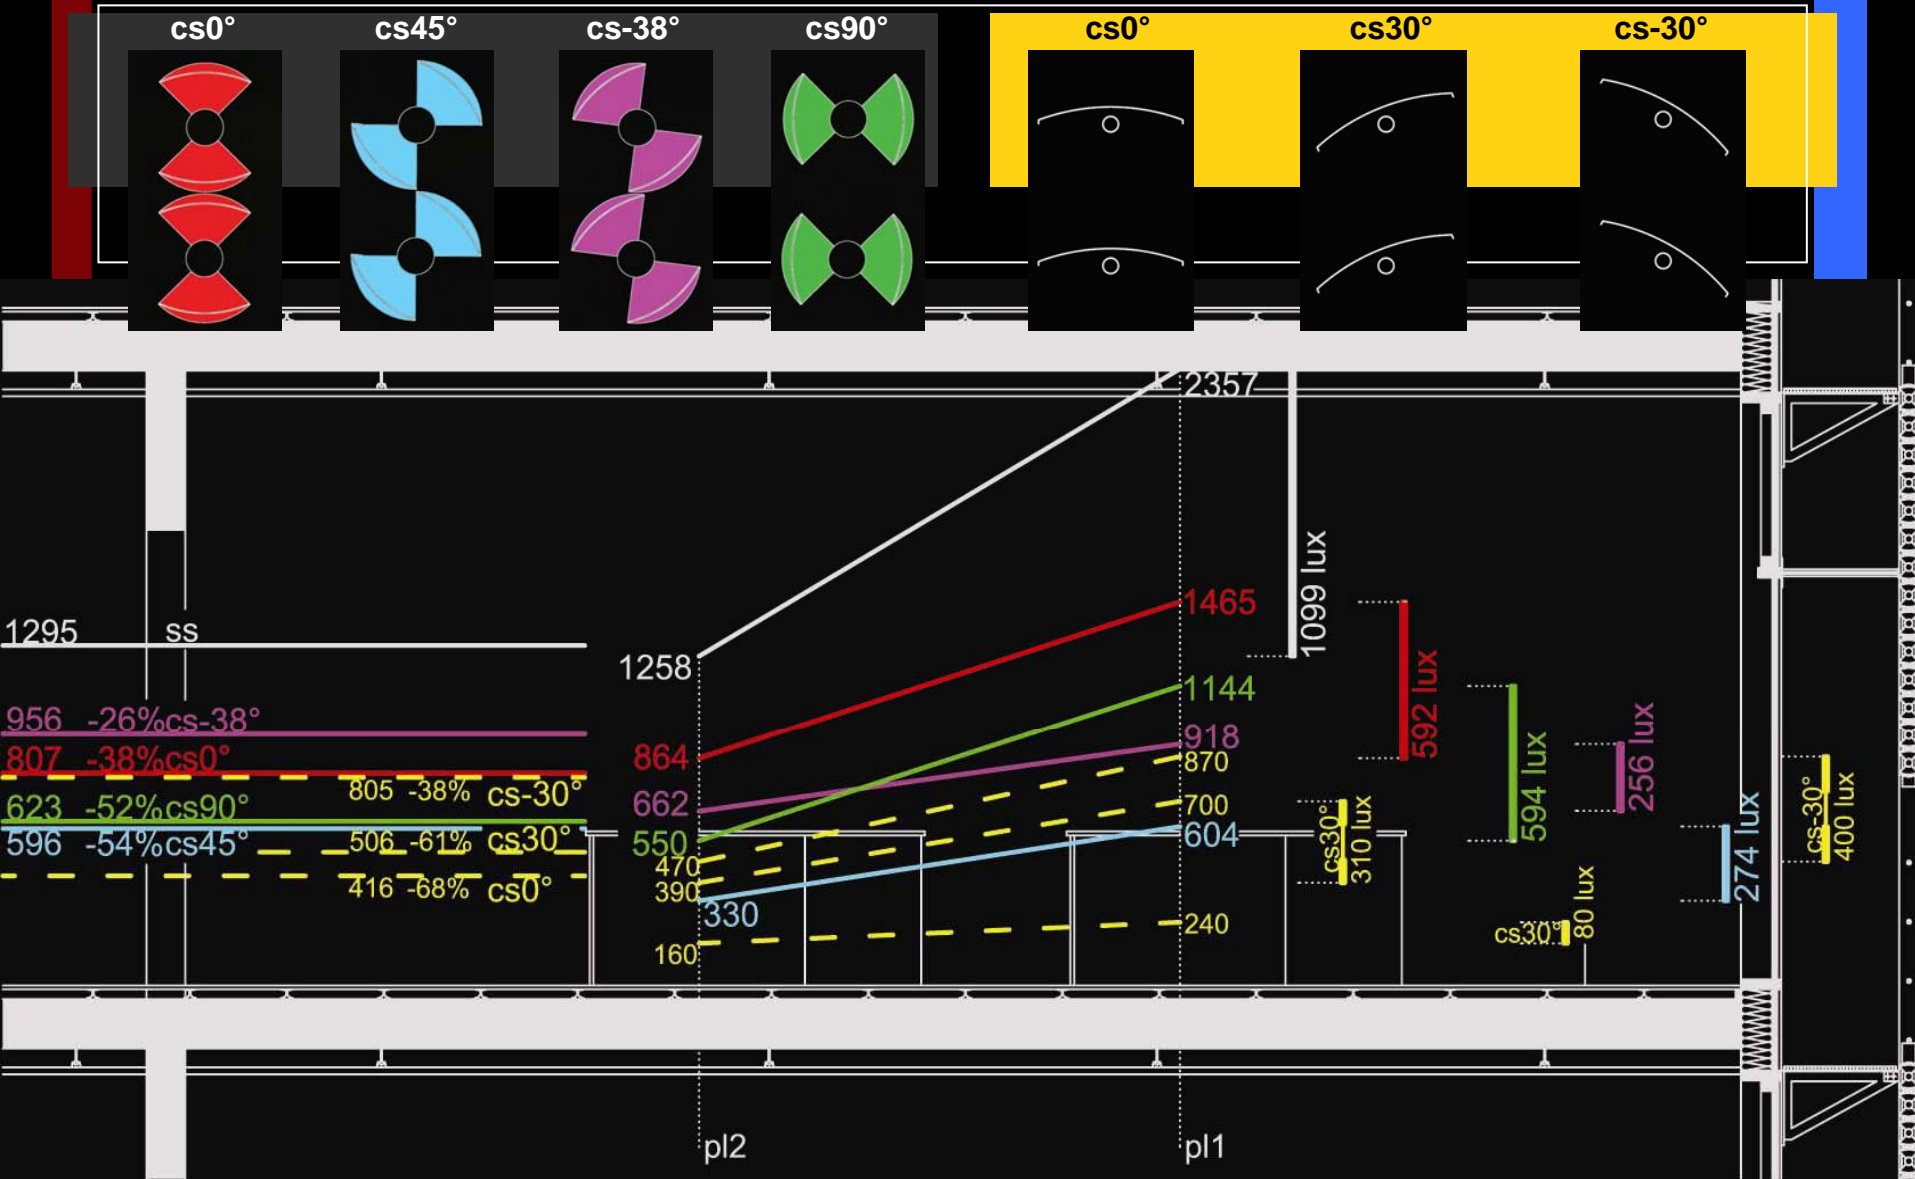 cs0° cs45° cs-38° cs90° cs0° cs30° cs-30°
2357
1099 lux
1295 ss
1258
1465
592 lux
1144
594 lux
956 -26%cs-38°
918
256 lux
807 -38%cs0°
864
870
805 -38% cs-30°
662
700
623 -52%cs90°
596 -54%cs45°
506 -61% cs30°
550
604
cs30°
310 lux
274 lux
cs-30°
400 lux
470
390
416 -68% cs0°
330
240
cs30°
80 lux
160
pl2
pl1